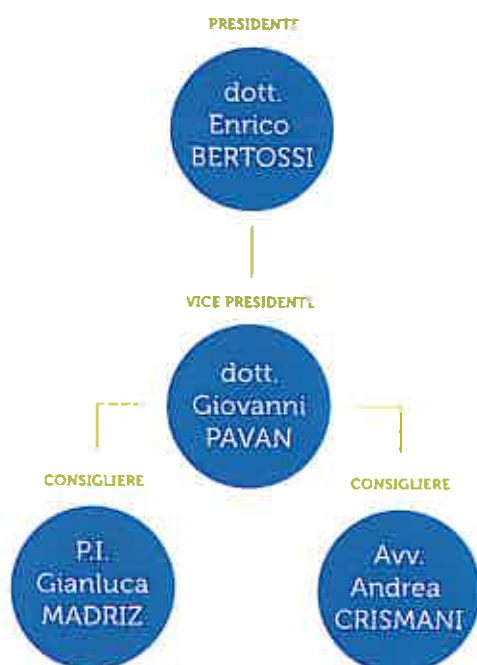 PRESIDENTE
dott.
Enrico
BERTOSSI
VICE PRESIDENTE
dott.
Giovanni
PAVAN
CONSIGLIERE
P.I.
Gianluca
MADRIZ
CONSIGLIERE
Avv.
Andrea
CRISMANI